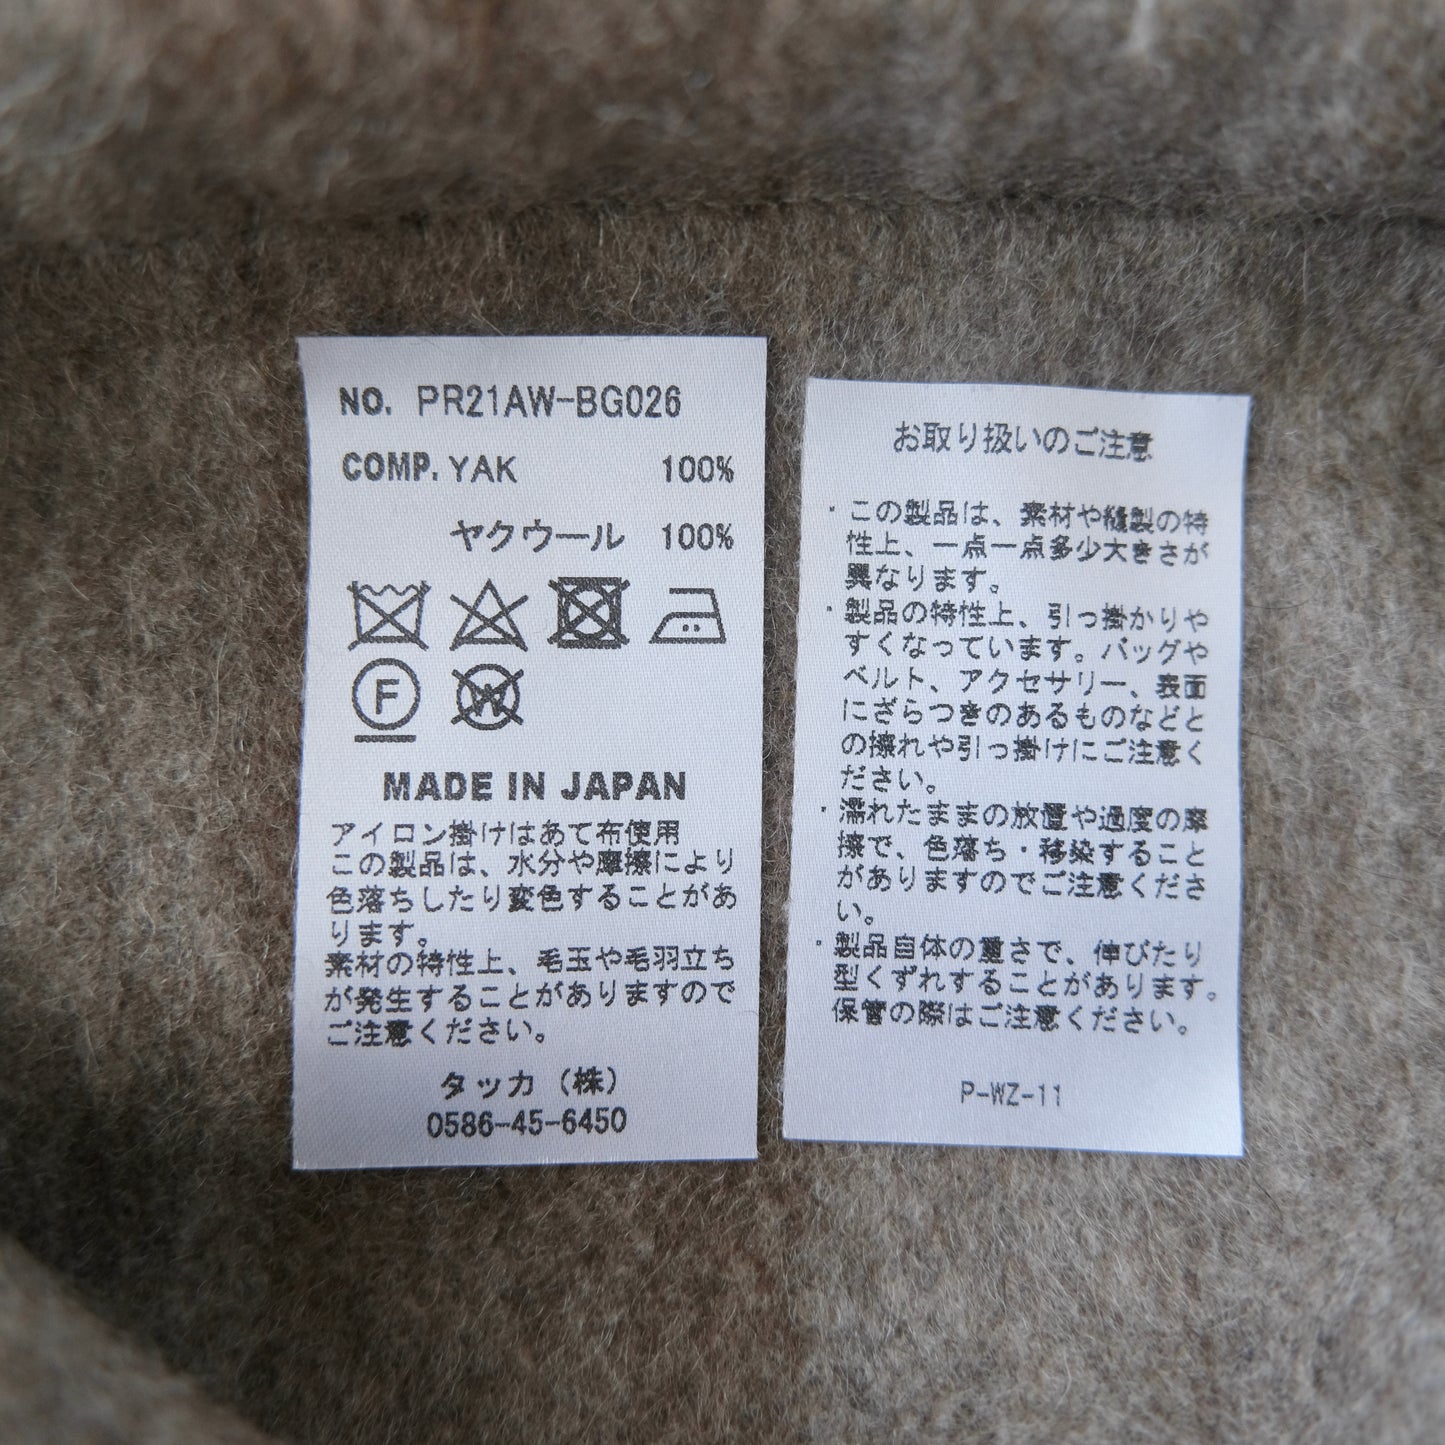 NO. PR21AW-BG026
COMP. YAK 100%
ヤクウール 100%
F
W
MADE IN JAPAN
アイロン掛けはあて布使用
この製品は、水分や摩擦により
色落ちしたり変色することがあ
ります。
素材の特性上、毛玉や毛羽立ち
が発生することがありますので
ご注意ください。
タッカ（株）
0586-45-6450
お取り扱いのご注意
・この製品は、素材や縫製の特
性上、一点一点多少大きさが
異なります。
・製品の特性上、引っ掛かりや
すくなっています。バッグや
ベルト、アクセサリー、表面
にざらつきのあるものなどと
の擦れや引っ掛けにご注意く
ださい。
・濡れたままの放置や過度の摩
擦で、色落ち・移染すること
がありますのでご注意くださ
い。
・製品自体の重さで、伸びたり
型くずれすることがあります。
保管の際はご注意ください。
P-WZ-11